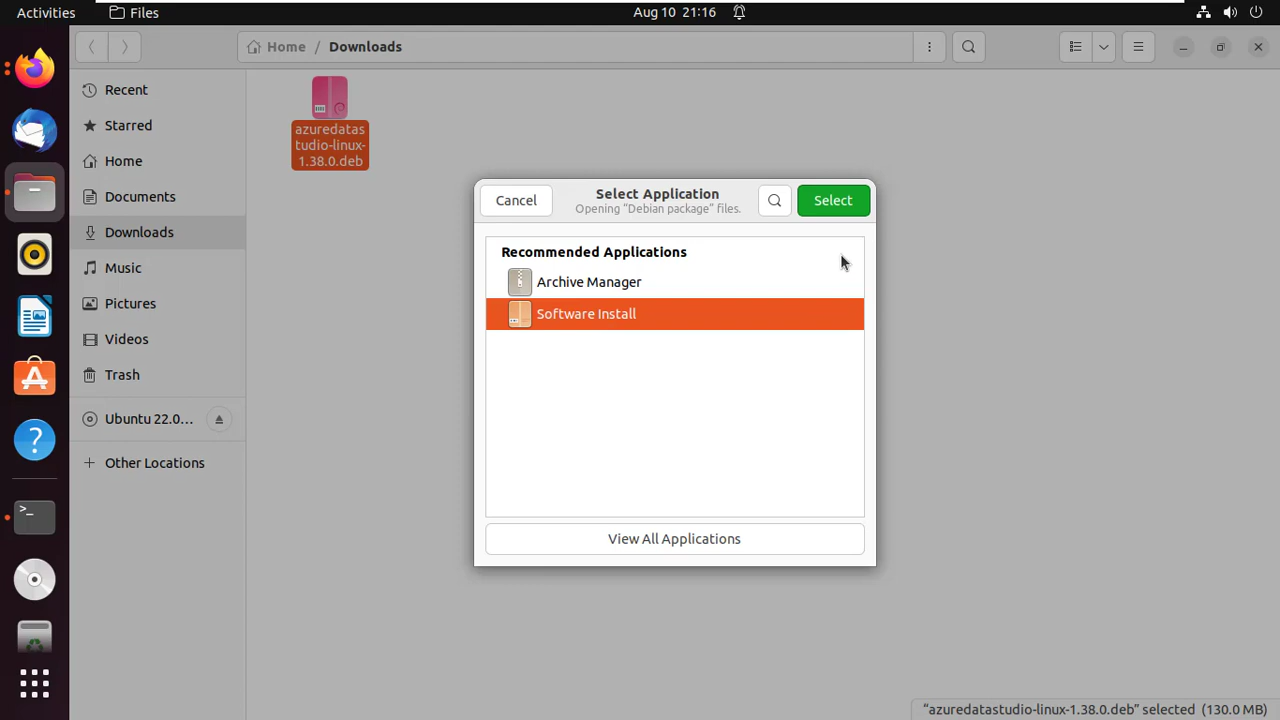 Activities
Files
Aug 10 21:16
Home / Downloads
Recent
Starred
Home
Documents
Downloads
Music
Pictures
Videos
Trash
Ubuntu 22.0...
+ Other Locations
azuredatas
tudio-linux-
1.38.0.deb
Cancel
Select Application
Opening “Debian package” files.
Select
Recommended Applications
Archive Manager
Software Install
View All Applications
“azuredatastudio-linux-1.38.0.deb” selected (130.0 MB)